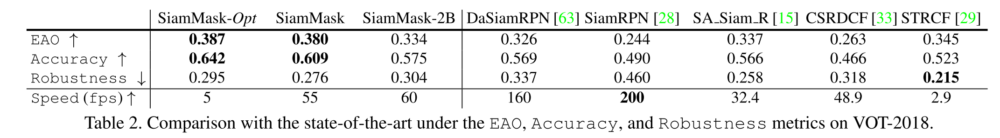 SiamMask-Opt SiamMask SiamMask-2B DaSiamRPN [63] SiamRPN [28] SA_Siam_R [15] CSRDCF [33] STRCF [29]
EAO ↑ 0.387 0.380 0.334 0.326 0.244 0.337 0.263 0.345
Accuracy ↑ 0.642 0.609 0.575 0.569 0.490 0.566 0.466 0.523
Robustness ↓ 0.295 0.276 0.304 0.337 0.460 0.258 0.318 0.215
Speed(fps)↑ 5 55 60 160 200 32.4 48.9 2.9
Table 2. Comparison with the state-of-the-art under the EAO, Accuracy, and Robustness metrics on VOT-2018.